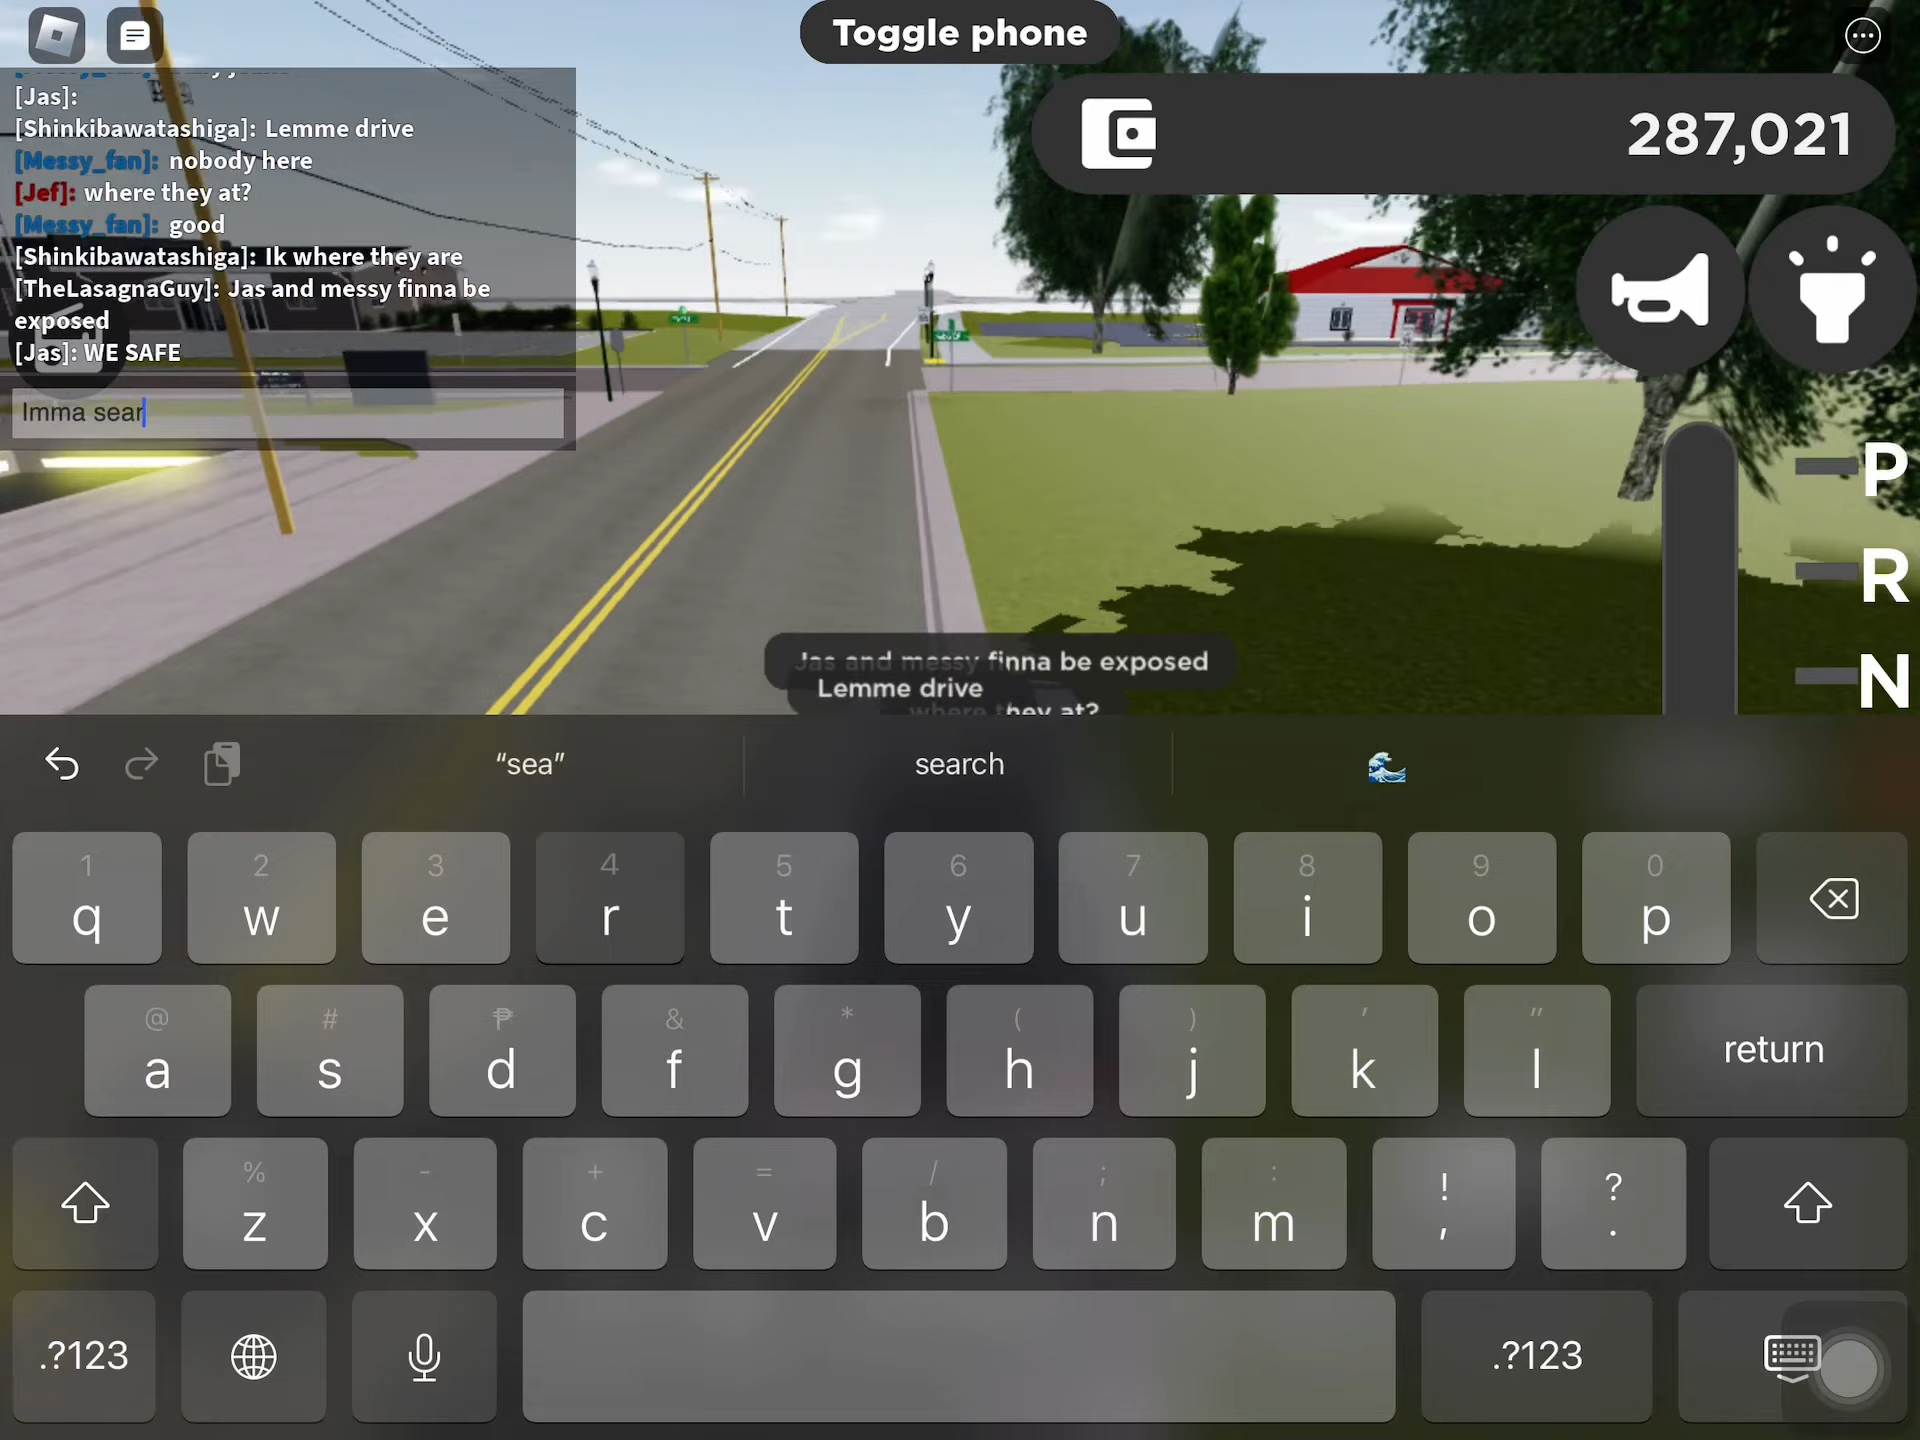 Toggle phone
287,021
[Jas]:
[Shinkibawatashiga]: Lemme drive
[Messy_fan]: nobody here
[Jef]: where they at?
[Messy_fan]: good
[Shinkibawatashiga]: Ik where they are
[TheLasagnaGuy]: Jas and messy finna be
exposed
[Jas]: WE SAFE
Imma sear
P
R
N
Jas and messy finna be exposed
Lemme drive
where they at?
“sea” search
1 2 3 4 5 6 7 8 9 0
q w e r t y u i o p
@ # ₱ & * ( ) ' "
a s d f g h j k l return
% - + = / ; : ! ?
z x c v b n m , .
.?123 .?123